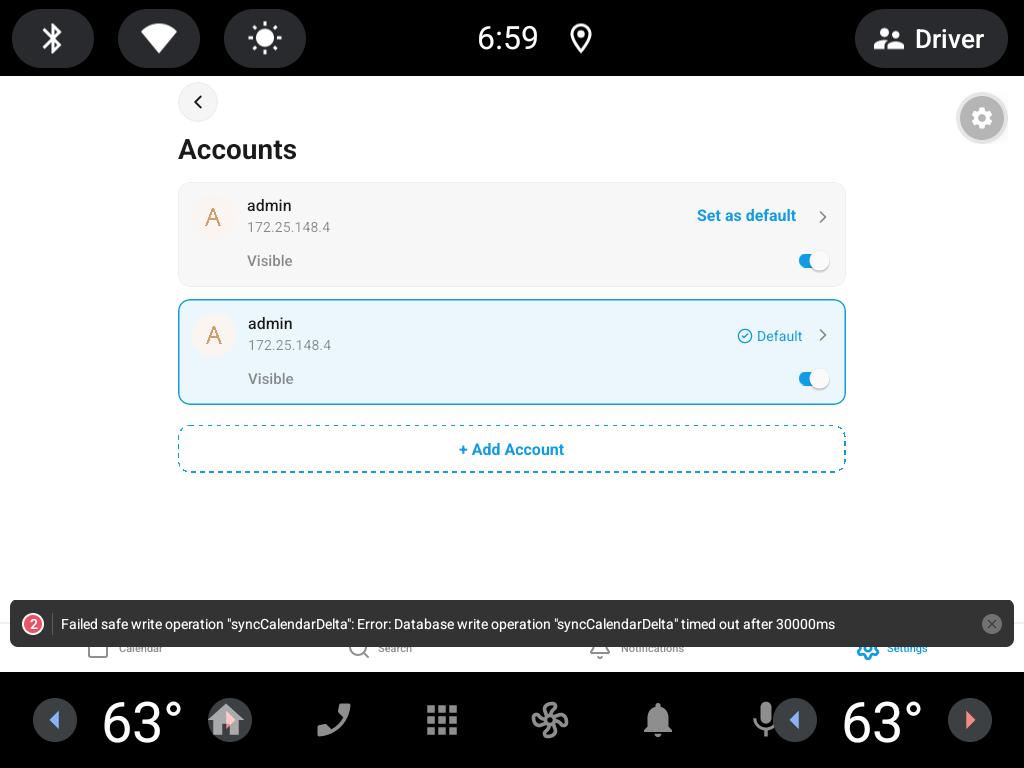 6:59
Driver
Accounts
A
admin
172.25.148.4
Set as default
Visible
A
admin
172.25.148.4
Default
Visible
+ Add Account
2
Failed safe write operation "syncCalendarDelta": Error: Database write operation "syncCalendarDelta" timed out after 30000ms
Calendar
Search
Notifications
Settings
63°
63°